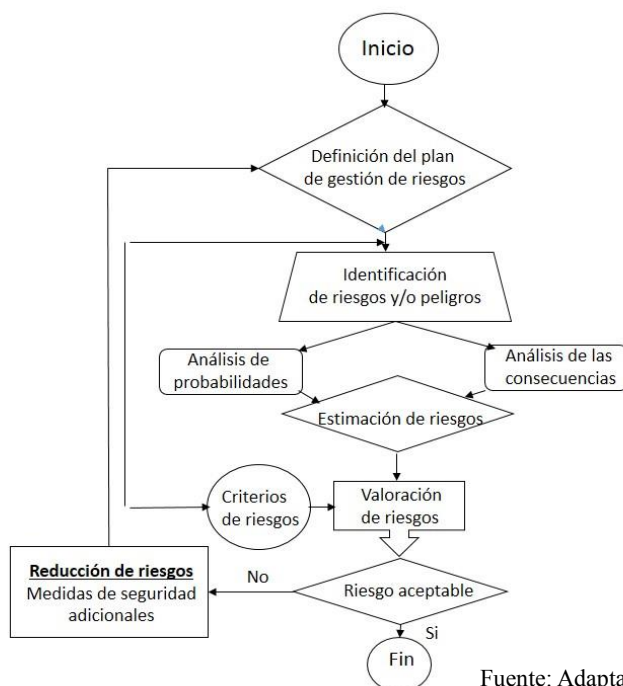 Inicio
Definición del plan
de gestión de riesgos
Identificación
de riesgos y/o peligros
Análisis de
probabilidades
Análisis de las
consecuencias
Estimación de riesgos
Criterios
de riesgos
Valoración
de riesgos
Reducción de riesgos
Medidas de seguridad
adicionales
No
Riesgo aceptable
Si
Fin
Fuente: Adapta